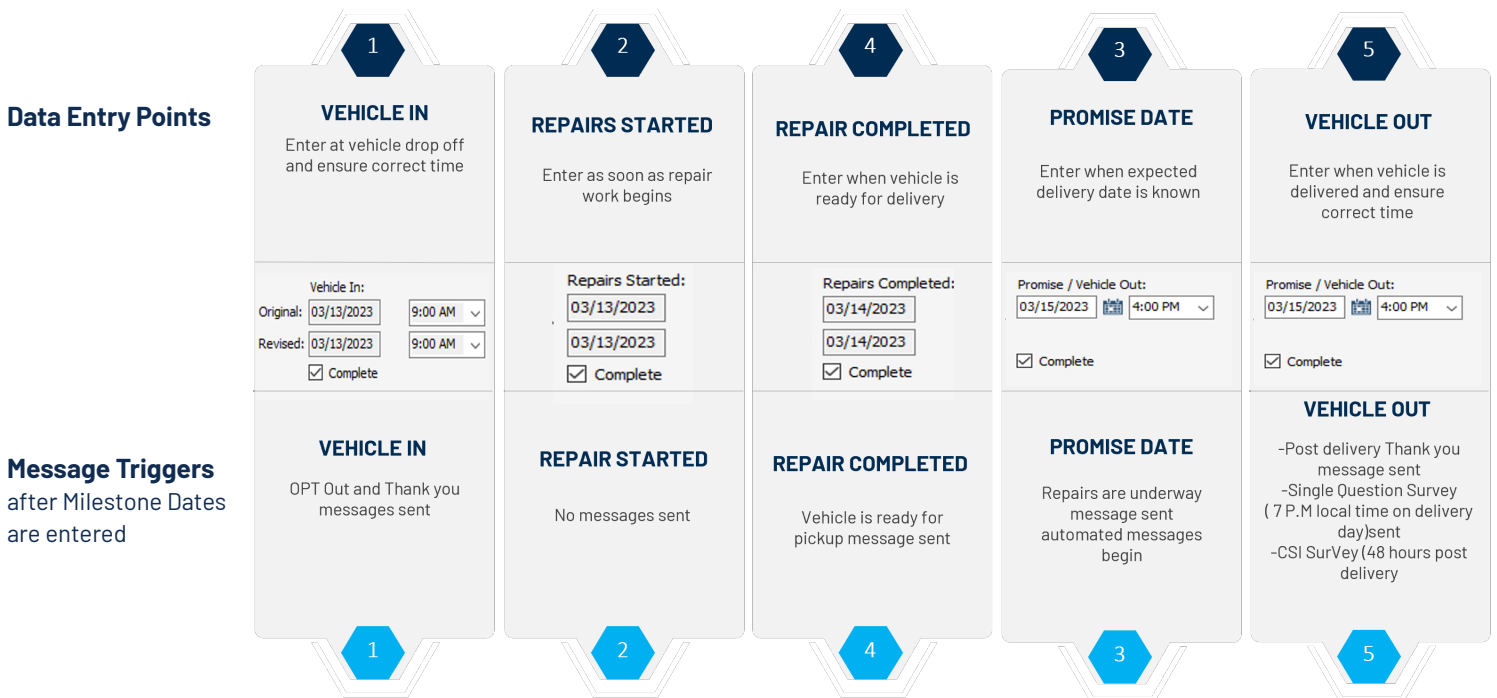 1
2
4
3
5
Data Entry Points
VEHICLE IN
Enter at vehicle drop off
and ensure correct time
REPAIRS STARTED
Enter as soon as repair
work begins
REPAIR COMPLETED
Enter when vehicle is
ready for delivery
PROMISE DATE
Enter when expected
delivery date is known
VEHICLE OUT
Enter when vehicle is
delivered and ensure
correct time
Vehicle In:
Original: 03/13/2023 9:00 AM
Revised: 03/13/2023 9:00 AM
Complete
Repairs Started:
03/13/2023
03/13/2023
Complete
Repairs Completed:
03/14/2023
03/14/2023
Complete
Promise / Vehicle Out:
03/15/2023 4:00 PM
Complete
Promise / Vehicle Out:
03/15/2023 4:00 PM
Complete
Message Triggers
after Milestone Dates
are entered
VEHICLE IN
OPT Out and Thank you
messages sent
REPAIR STARTED
No messages sent
REPAIR COMPLETED
Vehicle is ready for
pickup message sent
PROMISE DATE
Repairs are underway
message sent
automated messages
begin
VEHICLE OUT
-Post delivery Thank you
message sent
-Single Question Survey
( 7 P.M local time on delivery
day)sent
-CSI SurVey (48 hours post
delivery
1
2
4
3
5